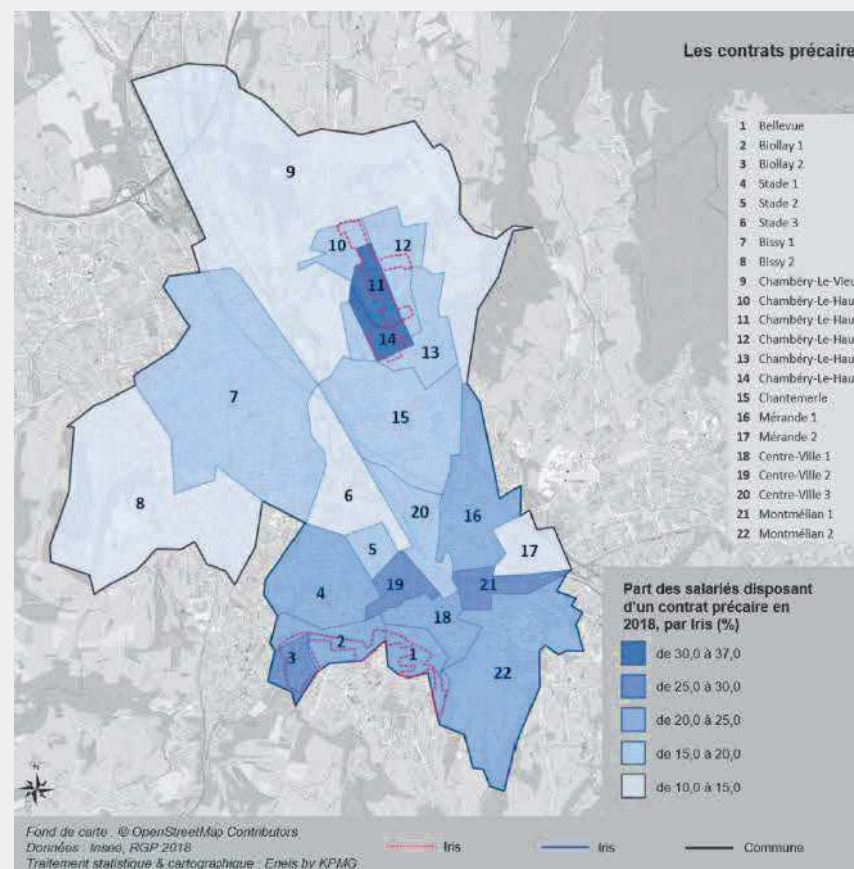 Les contrats précaire
1 Bellevue
2 Biollay 1
3 Biollay 2
4 Stade 1
5 Stade 2
6 Stade 3
7 Bissy 1
8 Bissy 2
9 Chambéry-Le-Vieu
10 Chambéry-Le-Hau
11 Chambéry-Le-Hau
12 Chambéry-Le-Hau
13 Chambéry-Le-Hau
14 Chambéry-Le-Hau
15 Chantemerle
16 Mérande 1
17 Mérande 2
18 Centre-Ville 1
19 Centre-Ville 2
20 Centre-Ville 3
21 Montmélian 1
22 Montmélian 2
9
10
12
11
14
13
7
15
8
6
20
16
5
17
19
21
4
18
2
3
1
22
Part des salariés disposant
d'un contrat précaire en
2018, par Iris (%)
de 30,0 à 37,0
de 25,0 à 30,0
de 20,0 à 25,0
de 15,0 à 20,0
de 10,0 à 15,0
N
Fond de carte : © OpenStreetMap Contributors
Données : Insee, RGP 2018
Traitement statistique & cartographique : Eneis by KPMG
Iris
Iris
Commune